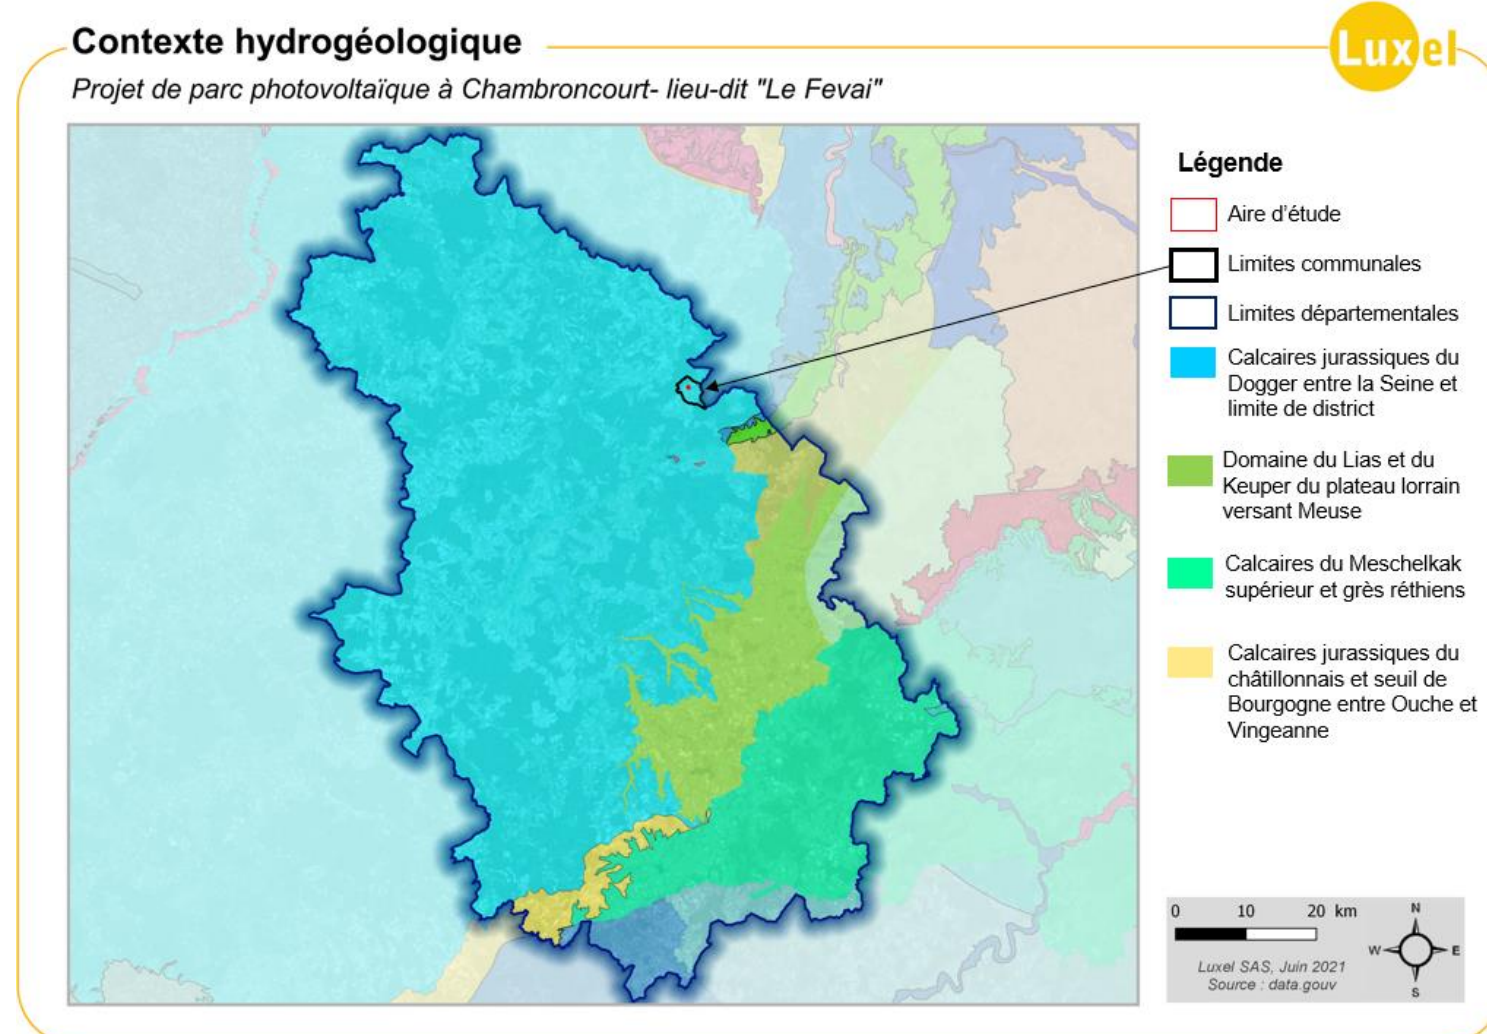 Contexte hydrogéologique
Luxel
Projet de parc photovoltaïque à Chambroncourt- lieu-dit "Le Fevai"
Légende
Aire d'étude
Limites communales
Limites départementales
Calcaires jurassiques du
Dogger entre la Seine et
limite de district
Domaine du Lias et du
Keuper du plateau lorrain
versant Meuse
Calcaires du Meschelkak
supérieur et grès réthiens
Calcaires jurassiques du
châtillonnais et seuil de
Bourgogne entre Ouche et
Vingeanne
0 10 20 km
N
W E
S
Luxel SAS, Juin 2021
Source : data.gouv